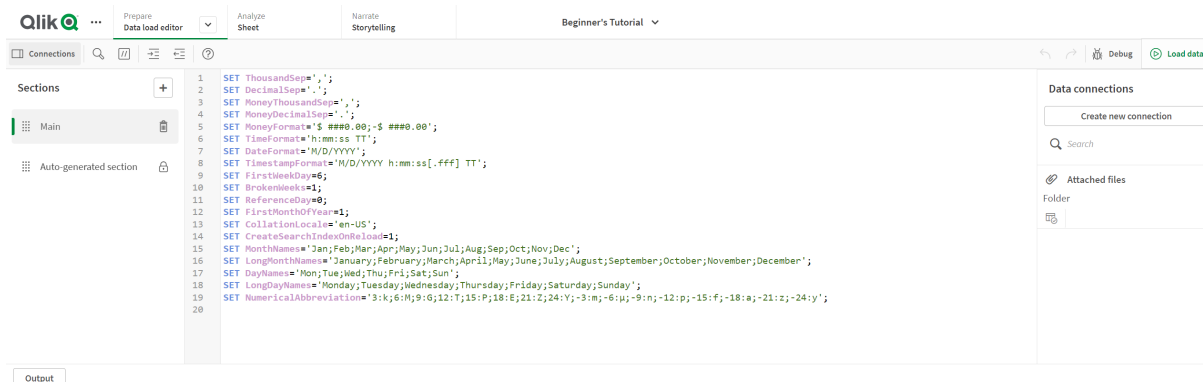 Qlik
Prepare
Data load editor
Analyze
Sheet
Narrate
Storytelling
Beginner's Tutorial
Connections
Debug
Load data
Sections
Main
Auto-generated section
1 SET ThousandSep=',';
2 SET DecimalSep='.';
3 SET MoneyThousandSep=',';
4 SET MoneyDecimalSep='.';
5 SET MoneyFormat='$ ###0.00;-$ ###0.00';
6 SET TimeFormat='h:mm:ss TT';
7 SET DateFormat='M/D/YYYY';
8 SET TimestampFormat='M/D/YYYY h:mm:ss[.fff] TT';
9 SET FirstWeekDay=6;
10 SET BrokenWeeks=1;
11 SET ReferenceDay=0;
12 SET FirstMonthOfYear=1;
13 SET CollationLocale='en-US';
14 SET CreateSearchIndexOnReload=1;
15 SET MonthNames='Jan;Feb;Mar;Apr;May;Jun;Jul;Aug;Sep;Oct;Nov;Dec';
16 SET LongMonthNames='January;February;March;April;May;June;July;August;September;October;November;December';
17 SET DayNames='Mon;Tue;Wed;Thu;Fri;Sat;Sun';
18 SET LongDayNames='Monday;Tuesday;Wednesday;Thursday;Friday;Saturday;Sunday';
19 SET NumericalAbbreviation='3:k;6:M;9:G;12:T;15:P;18:E;21:Z;24:Y;-3:m;-6:μ;-9:n;-12:p;-15:f;-18:a;-21:z;-24:y';
20
Data connections
Create new connection
Search
Attached files
Folder
Output